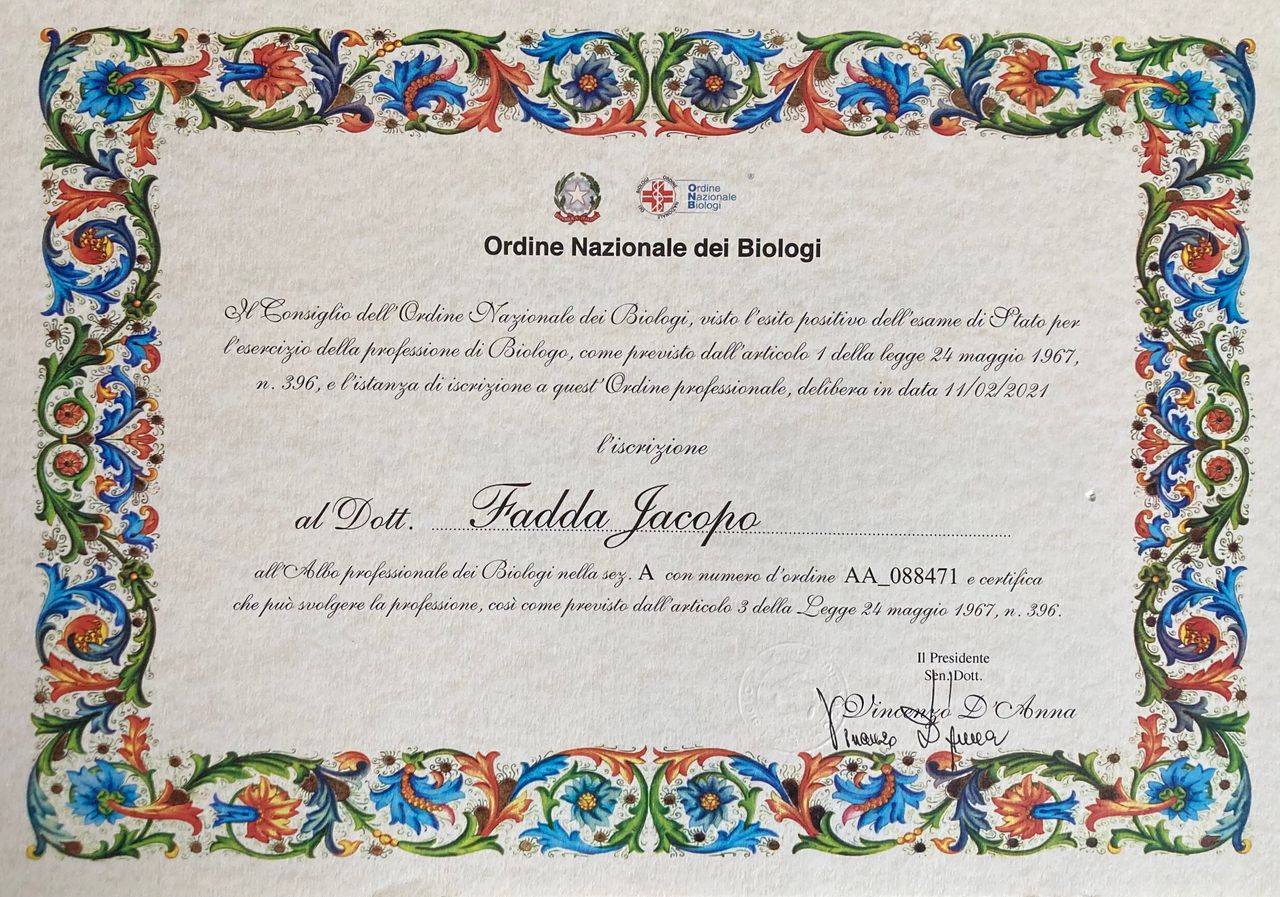 Ordine
Nazionale
Biologi
®
Ordine Nazionale dei Biologi
Il Consiglio dell'Ordine Nazionale dei Biologi, visto l'esito positivo dell'esame di Stato per
l'esercizio della professione di Biologo, come previsto dall'articolo 1 della legge 24 maggio 1967,
n. 396, e l'istanza di iscrizione a quest'Ordine professionale, delibera in data 11/02/2021
l'iscrizione
al Dott. Fadda Jacopo
all'Albo professionale dei Biologi nella sez. A con numero d'ordine AA_088471 e certifica
che può svolgere la professione, così come previsto dall'articolo 3 della Legge 24 maggio 1967, n. 396.
Il Presidente
Sen. Dott.
Vincenzo D'Anna
Vincenzo D'Anna